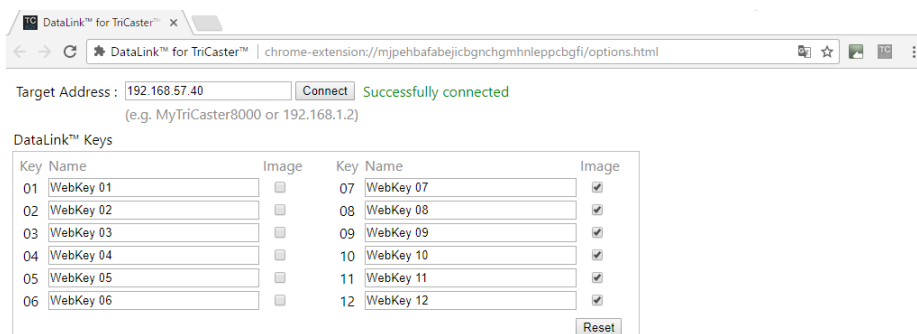 TC DataLink™ for TriCaster™ ×
DataLink™ for TriCaster™ | chrome-extension://mjpehbafabejicbgnchgmhnleppcbgfi/options.html TC
Target Address : 192.168.57.40 Connect Successfully connected
(e.g. MyTriCaster8000 or 192.168.1.2)
DataLink™ Keys
Key Name Image Key Name Image
01 WebKey 01 07 WebKey 07
02 WebKey 02 08 WebKey 08
03 WebKey 03 09 WebKey 09
04 WebKey 04 10 WebKey 10
05 WebKey 05 11 WebKey 11
06 WebKey 06 12 WebKey 12
Reset